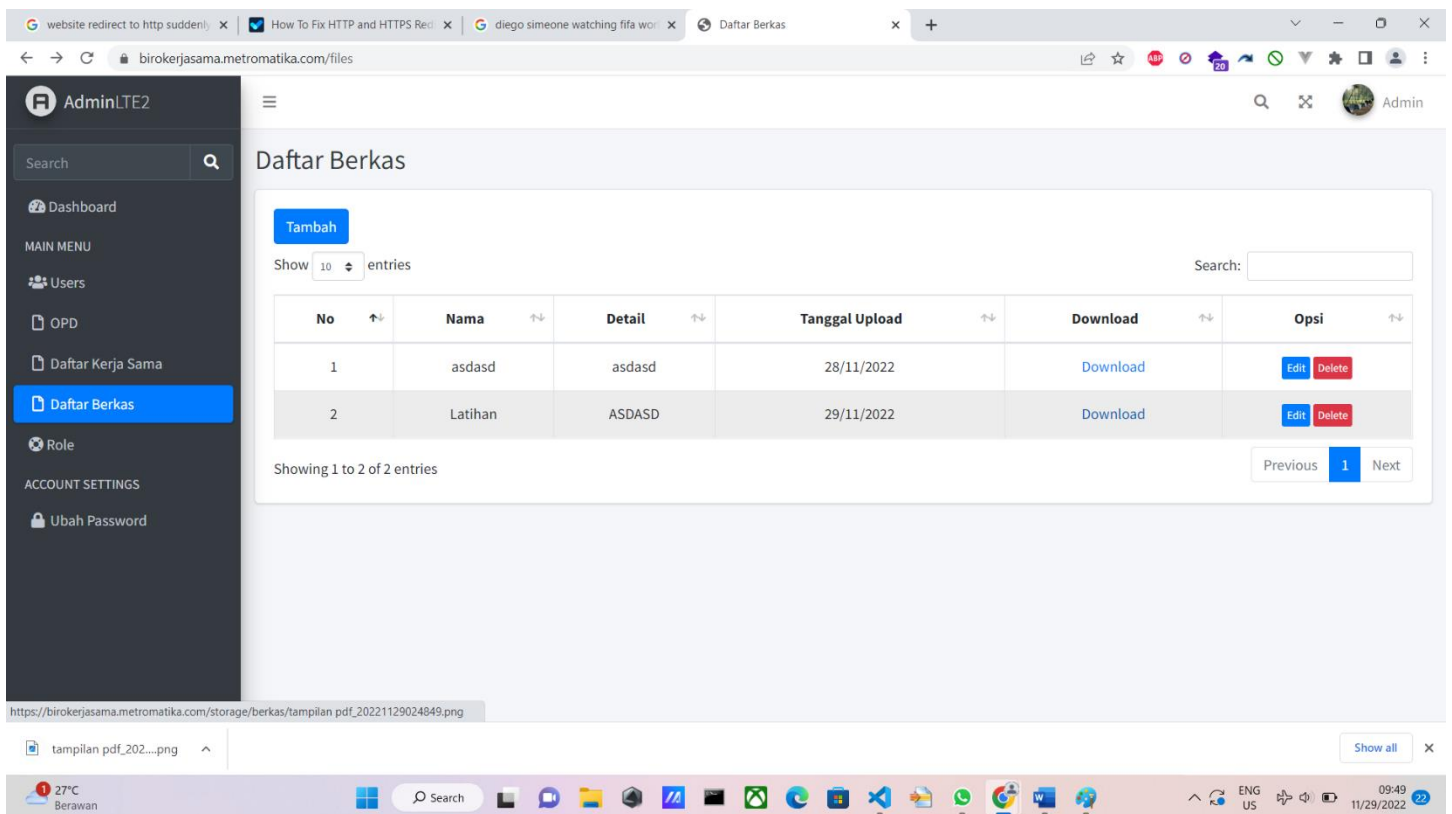 website redirect to http suddenly
How To Fix HTTP and HTTPS Red
diego simeone watching fifa wor
Daftar Berkas
birokerjasama.metromatika.com/files
ABP
20
AdminLTE2
Admin
Search
Daftar Berkas
Dashboard
Tambah
MAIN MENU
Show 10 entries
Search:
Users
No Nama Detail Tanggal Upload Download Opsi
OPD
1 asdasd asdasd 28/11/2022 Download Edit Delete
Daftar Kerja Sama
2 Latihan ASDASD 29/11/2022 Download Edit Delete
Daftar Berkas
Role
Showing 1 to 2 of 2 entries
Previous 1 Next
ACCOUNT SETTINGS
Ubah Password
https://birokerjasama.metromatika.com/storage/berkas/tampilan pdf_20221129024849.png
tampilan pdf_202....png
Show all
1
27°C
Berawan
Search
ENG
US
09:49
11/29/2022
22